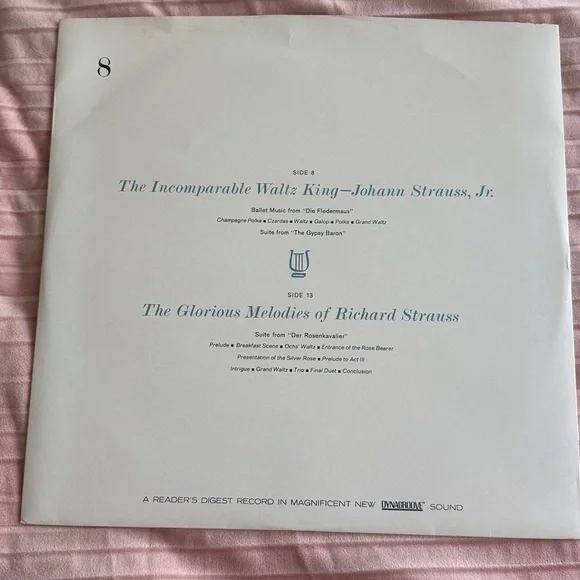 8
SIDE 8
The Incomparable Waltz King—Johann Strauss, Jr.
Ballet Music from "Die Fledermaus"
Champagne Polka ■ Czardas ■ Waltz ■ Galop ■ Polka ■ Grand Waltz
Suite from "The Gypsy Baron"
SIDE 13
The Glorious Melodies of Richard Strauss
Suite from "Der Rosenkavalier"
Prelude ■ Breakfast Scene ■ Ochs' Waltz ■ Entrance of the Rose Bearer
Presentation of the Silver Rose ■ Prelude to Act III
Intrigue ■ Grand Waltz ■ Trio ■ Final Duet ■ Conclusion
A READER'S DIGEST RECORD IN MAGNIFICENT NEW DYNAGROOVE™ SOUND